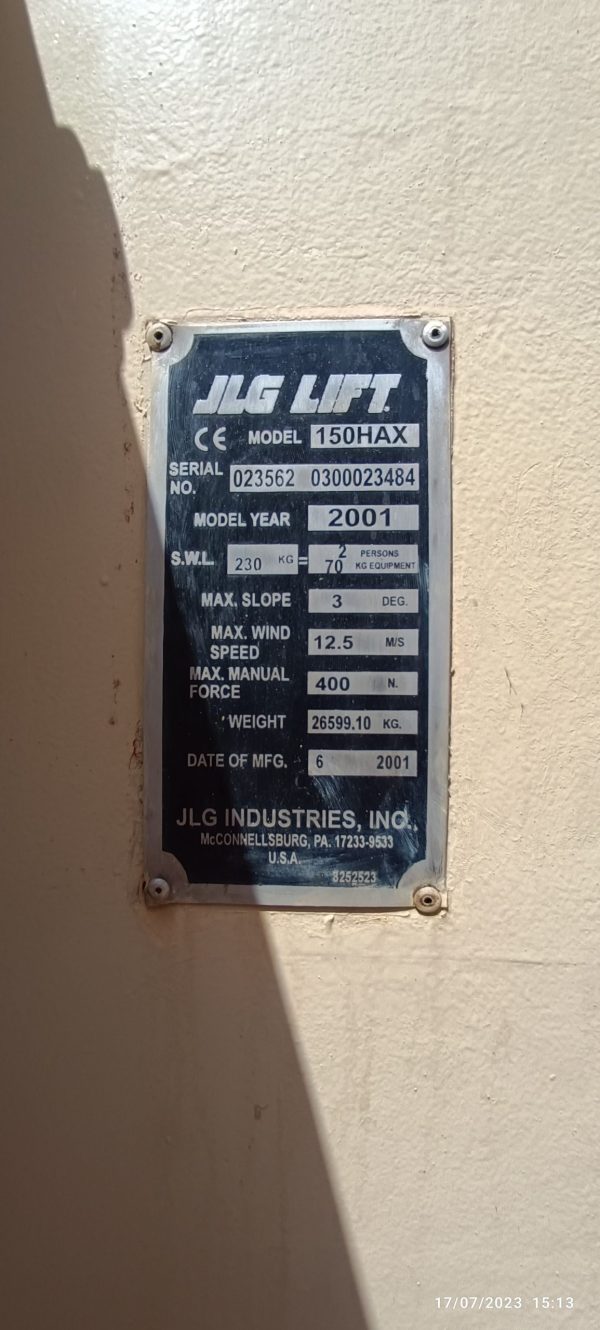 JLG LIFT
CE MODEL 150HAX
SERIAL NO. 023562 0300023484
MODEL YEAR 2001
S.W.L. 230 KG = 2 PERSONS
70 KG EQUIPMENT
MAX. SLOPE 3 DEG.
MAX. WIND SPEED 12.5 M/S
MAX. MANUAL FORCE 400 N.
WEIGHT 26599.10 KG.
DATE OF MFG. 6 2001
JLG INDUSTRIES, INC.
McCONNELLSBURG, PA. 17233-9533
U.S.A.
3252523
17/07/2023 15:13